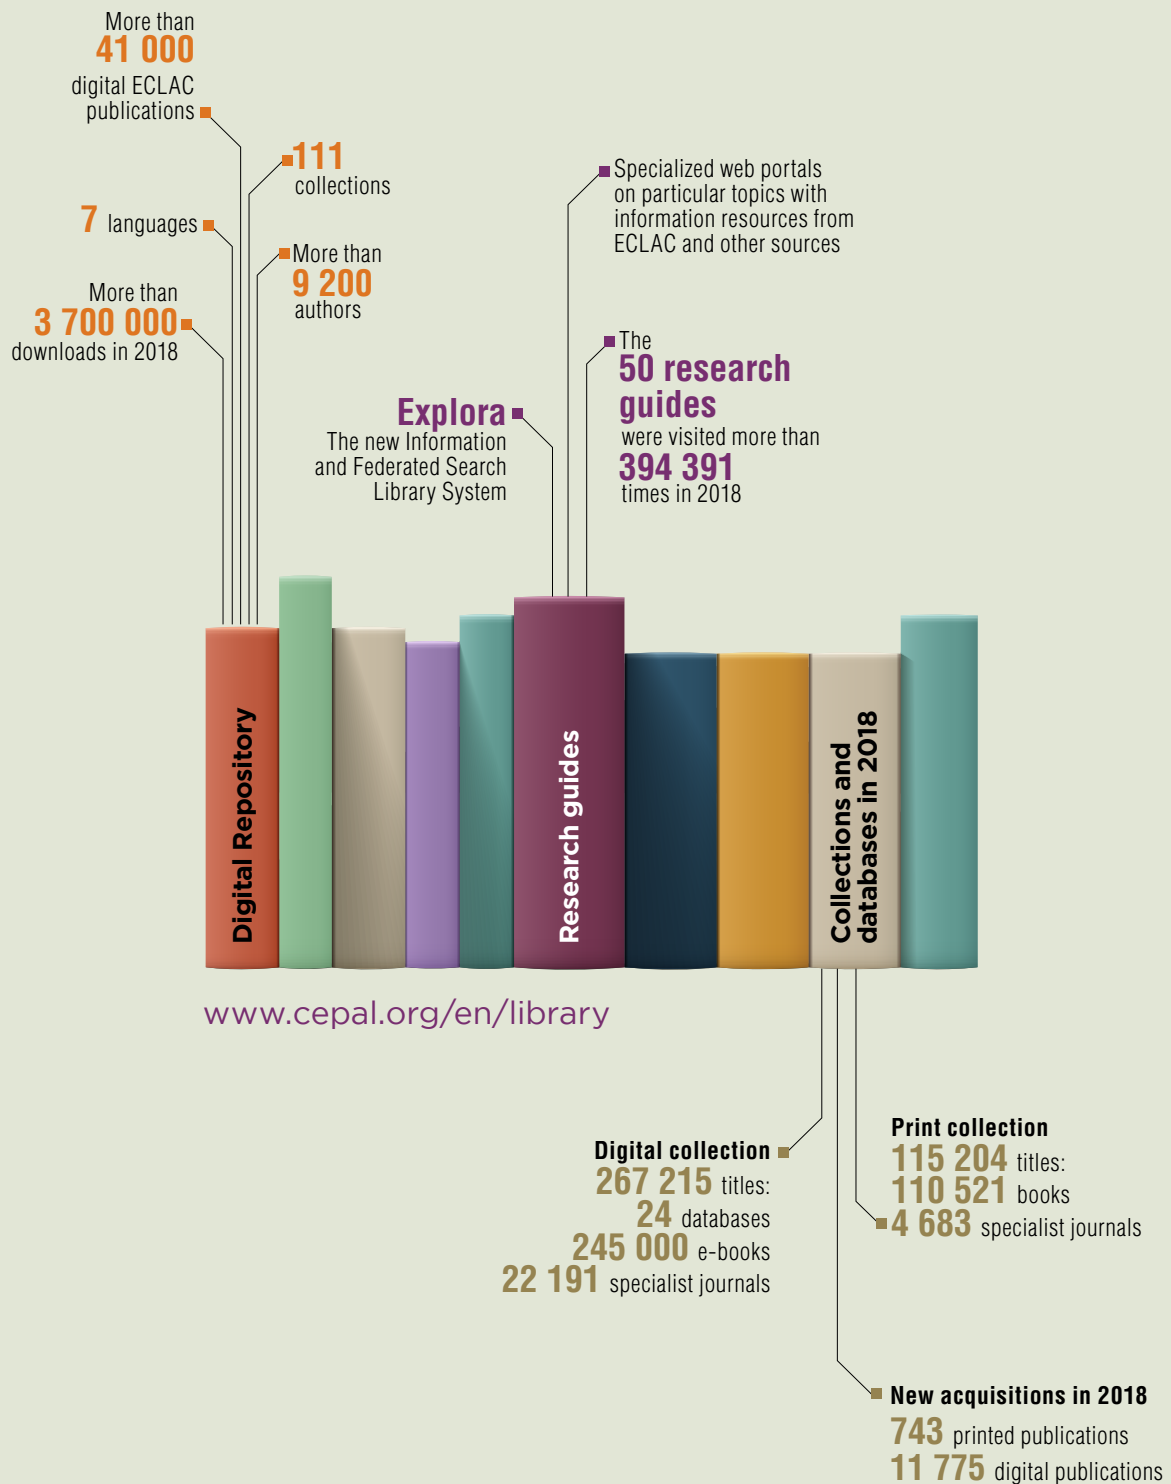 More than
41 000
digital ECLAC
publications
111
collections
7 languages
More than
9 200
authors
More than
3 700 000
downloads in 2018
Specialized web portals
on particular topics with
information resources from
ECLAC and other sources
The
50 research
guides
were visited more than
394 391
times in 2018
Explora
The new Information
and Federated Search
Library System
Digital Repository
Research guides
Collections and
databases in 2018
www.cepal.org/en/library
Digital collection
267 215 titles:
24 databases
245 000 e-books
22 191 specialist journals
Print collection
115 204 titles:
110 521 books
4 683 specialist journals
New acquisitions in 2018
743 printed publications
11 775 digital publications